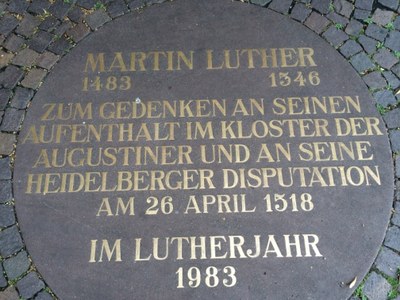 MARTIN LUTHER
1483 1546
ZUM GEDENKEN AN SEINEN
AUFENTHALT IM KLOSTER DER
AUGUSTINER UND AN SEINE
HEIDELBERGER DISPUTATION
AM 26. APRIL 1518
IM LUTHERJAHR
1983